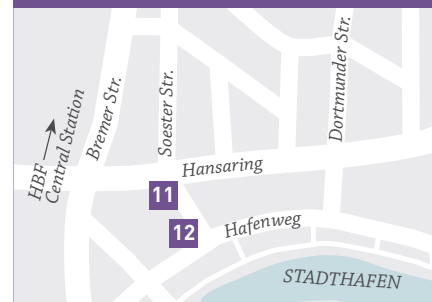 Dortmunder Str.
Soester Str.
Bremer Str.
HBF
Central Station
Hansaring
11
12
Hafenweg
STADTHAFEN